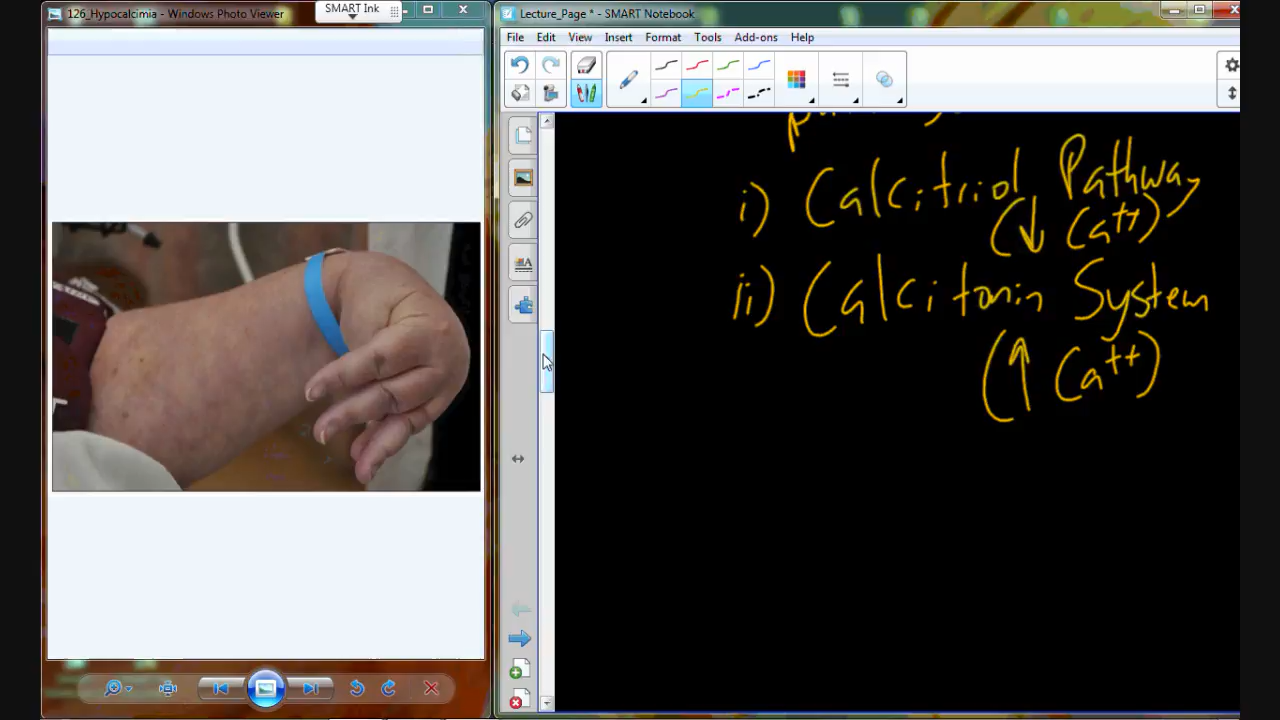 126_Hypocalcimia - Windows Photo Viewer
SMART Ink
Lecture_Page * - SMART Notebook
File Edit View Insert Format Tools Add-ons Help
i) Calcitriol Pathway
(↓ Ca++)
ii) Calcitonin System
(↑ Ca++)